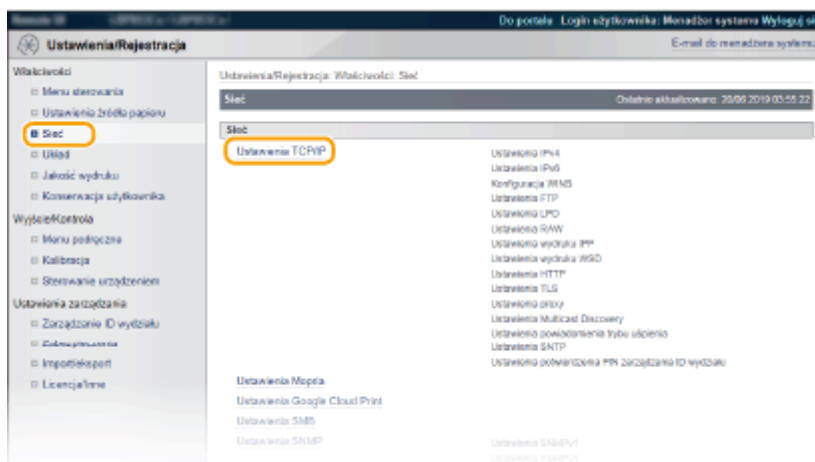 Do portalu Login użytkownika: Menadżer systemu Wyloguj si
Ustawienia/Rejestracja
E-mail do menadżera systemu
Właściwości
Menu sterowania
Ustawienia źródła papieru
Sieć
Układ
Jakość wydruku
Konserwacja użytkownika
Wyjście/Kontrola
Menu podręczne
Kalibracja
Sterowanie urządzeniem
Ustawienia zarządzania
Zarządzanie ID wydziału
Import/eksport
Licencja/Inne
Ustawienia/Rejestracja: Właściwości: Sieć
Sieć
Ostatnio aktualizowano: 20/06 2019 03:55:22
Sieć
Ustawienia TCP/IP
Ustawienia IPv4
Ustawienia IPv6
Konfiguracja WINS
Ustawienia FTP
Ustawienia LPD
Ustawienia RAW
Ustawienia wydruku IPP
Ustawienia wydruku WSD
Ustawienia HTTP
Ustawienia TLS
Ustawienia proxy
Ustawienia Multicast Discovery
Ustawienia powiadomienia trybu uśpienia
Ustawienia SNTP
Ustawienia potwierdzenia PIN zarządzania ID wydziału
Ustawienia Mopria
Ustawienia Google Cloud Print
Ustawienia SMB
Ustawienia SNMP
Ustawienia SNMPv1